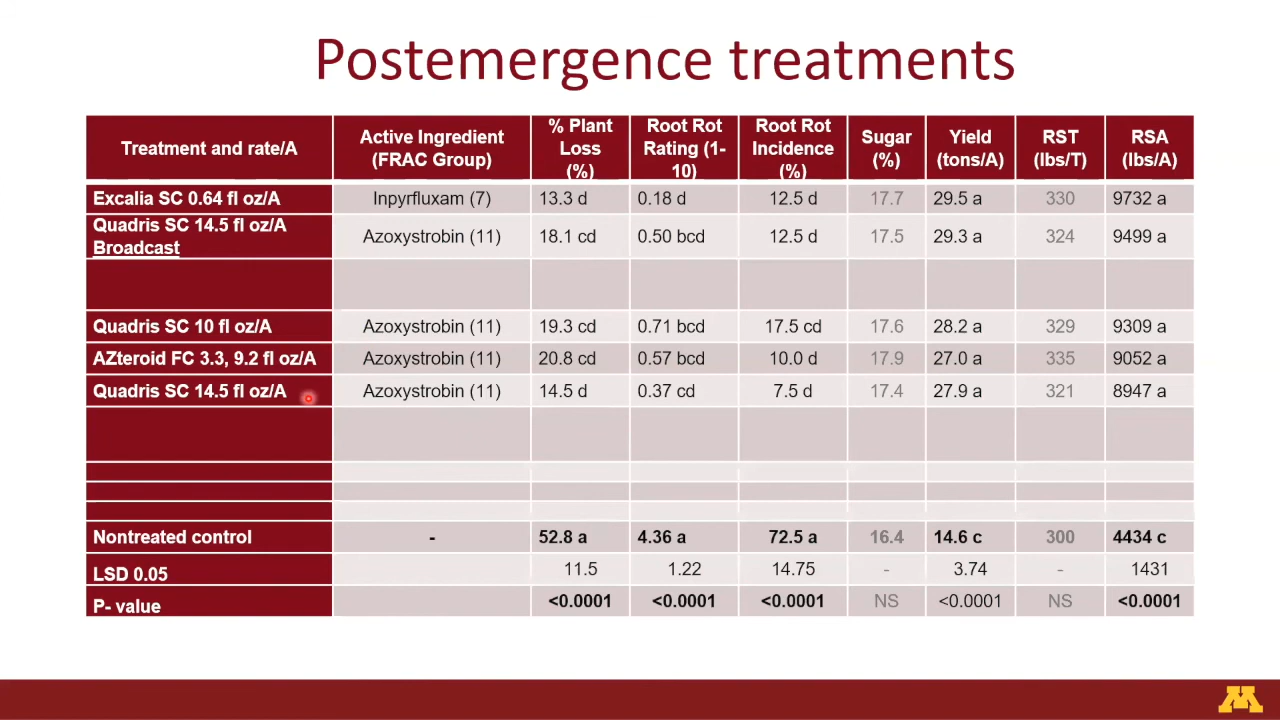 Postemergence treatments
Treatment and rate/A Active Ingredient (FRAC Group) % Plant Loss (%) Root Rot Rating (1-10) Root Rot Incidence (%) Sugar (%) Yield (tons/A) RST (lbs/T) RSA (lbs/A)
Excalia SC 0.64 fl oz/A Inpyrfluxam (7) 13.3 d 0.18 d 12.5 d 17.7 29.5 a 330 9732 a
Quadris SC 14.5 fl oz/A Broadcast Azoxystrobin (11) 18.1 cd 0.50 bcd 12.5 d 17.5 29.3 a 324 9499 a
Quadris SC 10 fl oz/A Azoxystrobin (11) 19.3 cd 0.71 bcd 17.5 cd 17.6 28.2 a 329 9309 a
AZteroid FC 3.3, 9.2 fl oz/A Azoxystrobin (11) 20.8 cd 0.57 bcd 10.0 d 17.9 27.0 a 335 9052 a
Quadris SC 14.5 fl oz/A Azoxystrobin (11) 14.5 d 0.37 cd 7.5 d 17.4 27.9 a 321 8947 a
Nontreated control - 52.8 a 4.36 a 72.5 a 16.4 14.6 c 300 4434 c
LSD 0.05 11.5 1.22 14.75 - 3.74 - 1431
P- value <0.0001 <0.0001 <0.0001 NS <0.0001 NS <0.0001
M